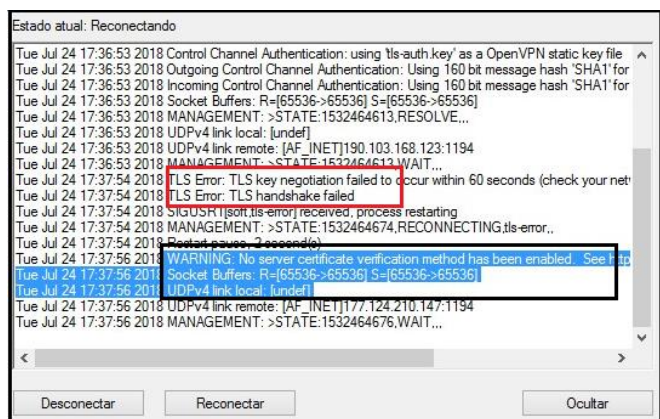 Estado atual: Reconectando
Tue Jul 24 17:36:53 2018 Control Channel Authentication: using 'tls-auth.key' as a OpenVPN static key file
Tue Jul 24 17:36:53 2018 Outgoing Control Channel Authentication: Using 160 bit message hash 'SHA1' for
Tue Jul 24 17:36:53 2018 Incoming Control Channel Authentication: Using 160 bit message hash 'SHA1' for
Tue Jul 24 17:36:53 2018 Socket Buffers: R=[65536->65536] S=[65536->65536]
Tue Jul 24 17:36:53 2018 MANAGEMENT: >STATE:1532464613,RESOLVE,,,
Tue Jul 24 17:36:53 2018 UDPv4 link local: [undef]
Tue Jul 24 17:36:53 2018 UDPv4 link remote: [AF_INET]190.103.168.123:1194
Tue Jul 24 17:36:53 2018 MANAGEMENT: >STATE:1532464613,WAIT,,,
Tue Jul 24 17:37:54 2018 TLS Error: TLS key negotiation failed to occur within 60 seconds (check your net
Tue Jul 24 17:37:54 2018 TLS Error: TLS handshake failed
Tue Jul 24 17:37:54 2018 SIGUSR1[soft,tls-error] received, process restarting
Tue Jul 24 17:37:54 2018 MANAGEMENT: >STATE:1532464674,RECONNECTING,tls-error,,
Tue Jul 24 17:37:54 2018 Restart pause, 2 second(s)
Tue Jul 24 17:37:56 2018 WARNING: No server certificate verification method has been enabled. See http
Tue Jul 24 17:37:56 2018 Socket Buffers: R=[65536->65536] S=[65536->65536]
Tue Jul 24 17:37:56 2018 UDPv4 link local: [undef]
Tue Jul 24 17:37:56 2018 UDPv4 link remote: [AF_INET]177.124.210.147:1194
Tue Jul 24 17:37:56 2018 MANAGEMENT: >STATE:1532464676,WAIT,,,
Desconectar Reconectar Ocultar